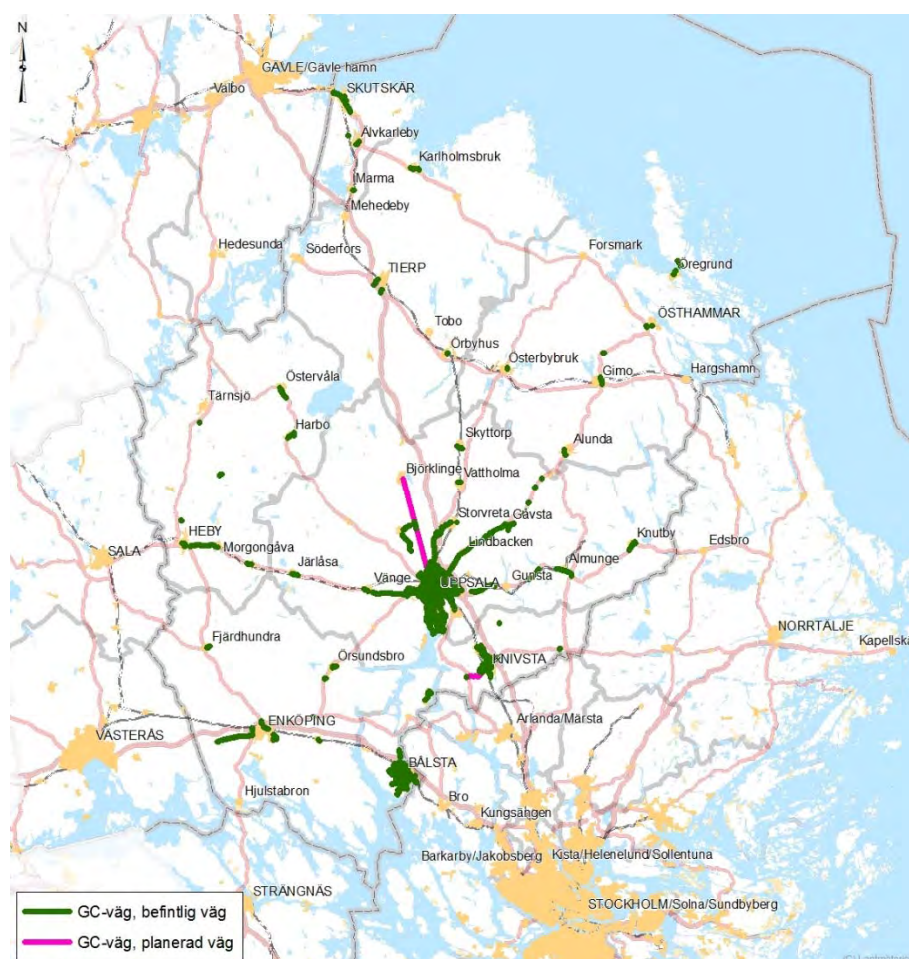 N
GÄVLE/Gävle hamn
Valbo
SKUTSKÄR
Älvkarleby
Karlholmsbruk
Marma
Mehedeby
Hedesunda
Söderfors
Forsmark
Öregrund
TIERP
ÖSTHAMMAR
Tobo
Örbyhus
Österbybruk
Gimo
Hargshamn
Östervåla
Tärnsjö
Harbo
Skyttorp
Alunda
Björklinge
Vattholma
Storvreta
Gåvsta
Lindbacken
Knutby
HEBY
SALA
Morgongåva
Järlåsa
Vänge
UPPSALA
Gunsta
Almunge
Edsbro
Fjärdhundra
Örsundsbro
KNIVSTA
NORRTÄLJE
Kapellskä
ENKÖPING
VÄSTERÅS
Arlanda/Märsta
BÅLSTA
Hjulstabron
Bro
Kungsängen
Barkarby/Jakobsberg
Kista/Helenelund/Sollentuna
STRÄNGNÄS
STOCKHOLM/Solna/Sundbyberg
GC-väg, befintlig väg
GC-väg, planerad väg